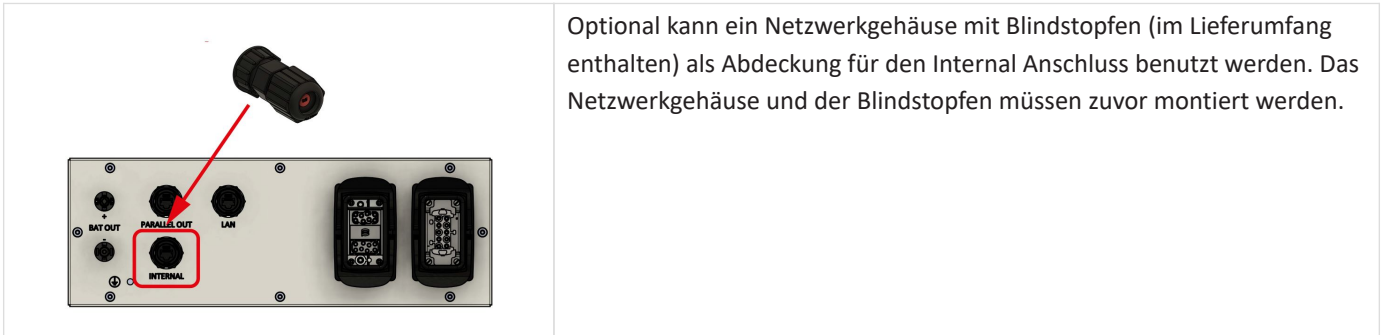 Optional kann ein Netzwerkgehäuse mit Blindstopfen (im Lieferumfang
enthalten) als Abdeckung für den Internal Anschluss benutzt werden. Das
Netzwerkgehäuse und der Blindstopfen müssen zuvor montiert werden.
+
BAT OUT
-
PARALLEL OUT
LAN
INTERNAL